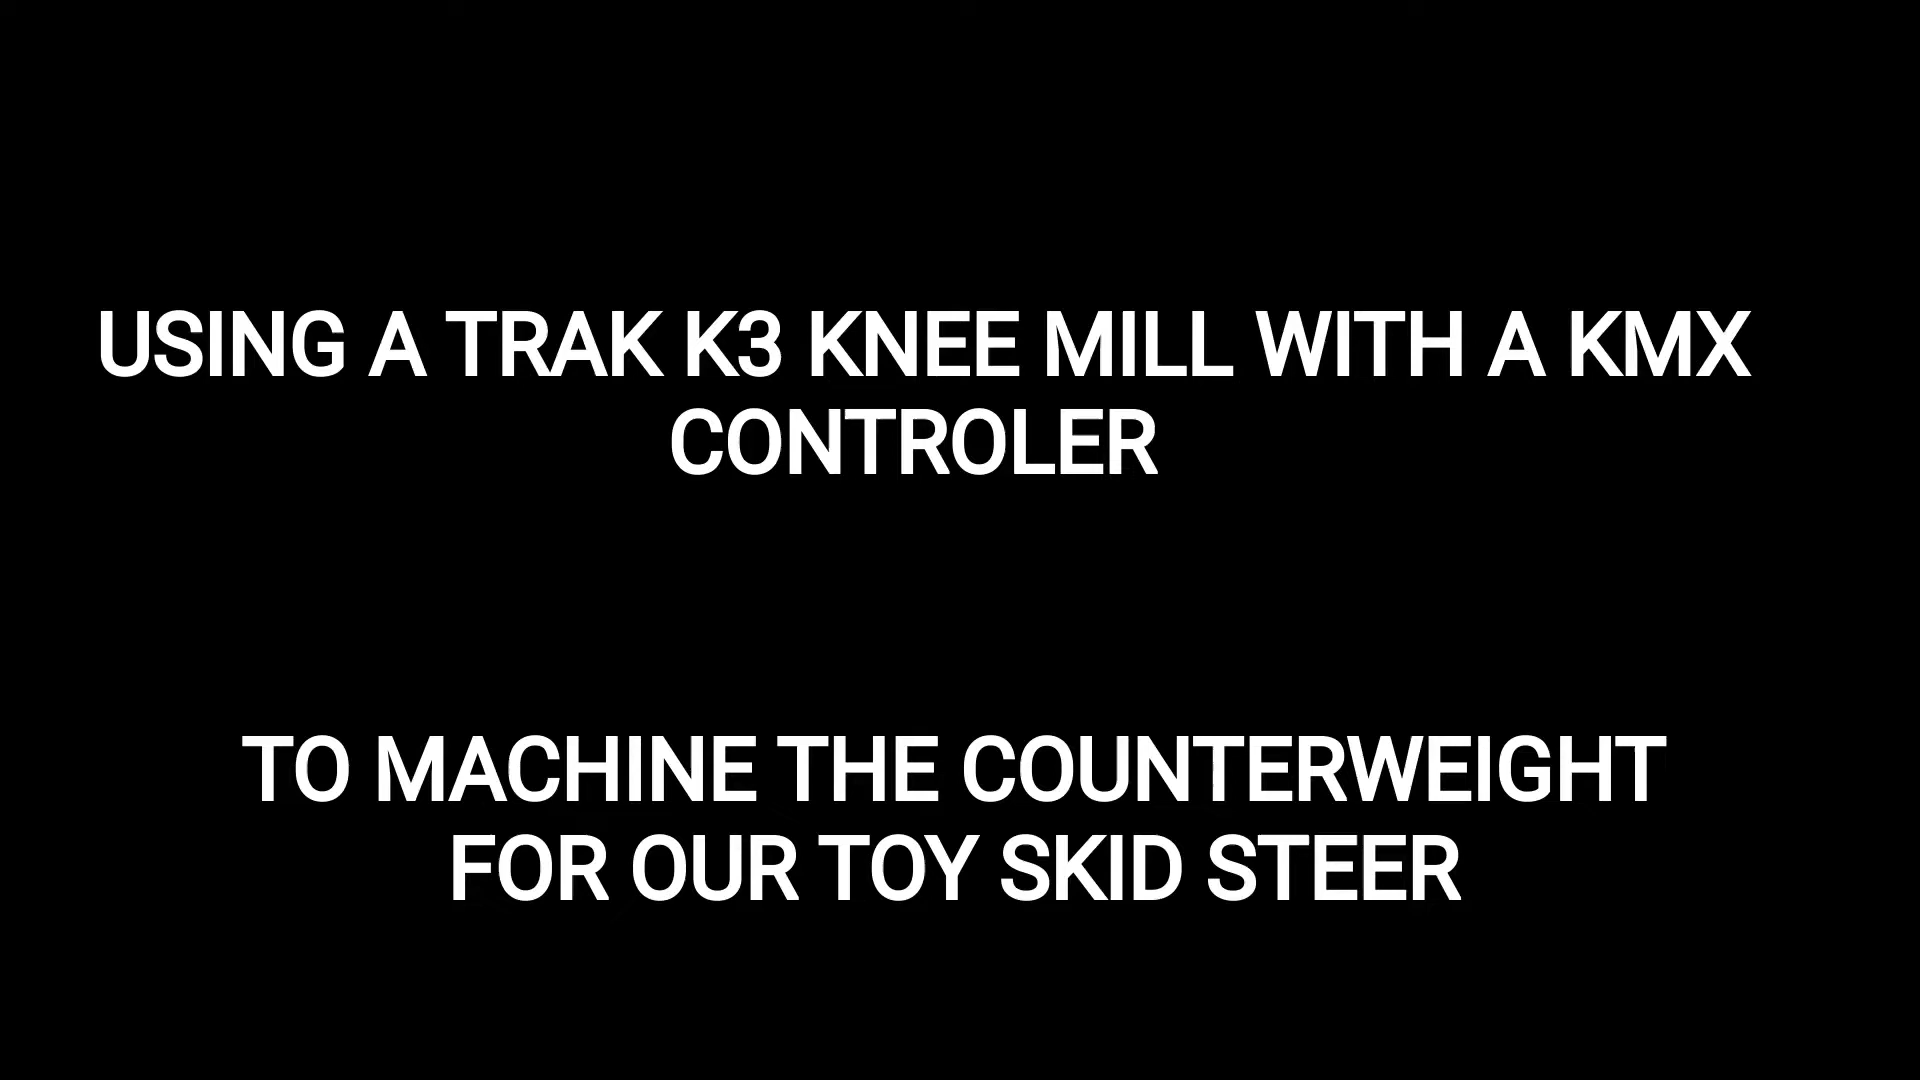 USING A TRAK K3 KNEE MILL WITH A KMX
CONTROLER
TO MACHINE THE COUNTERWEIGHT
FOR OUR TOY SKID STEER